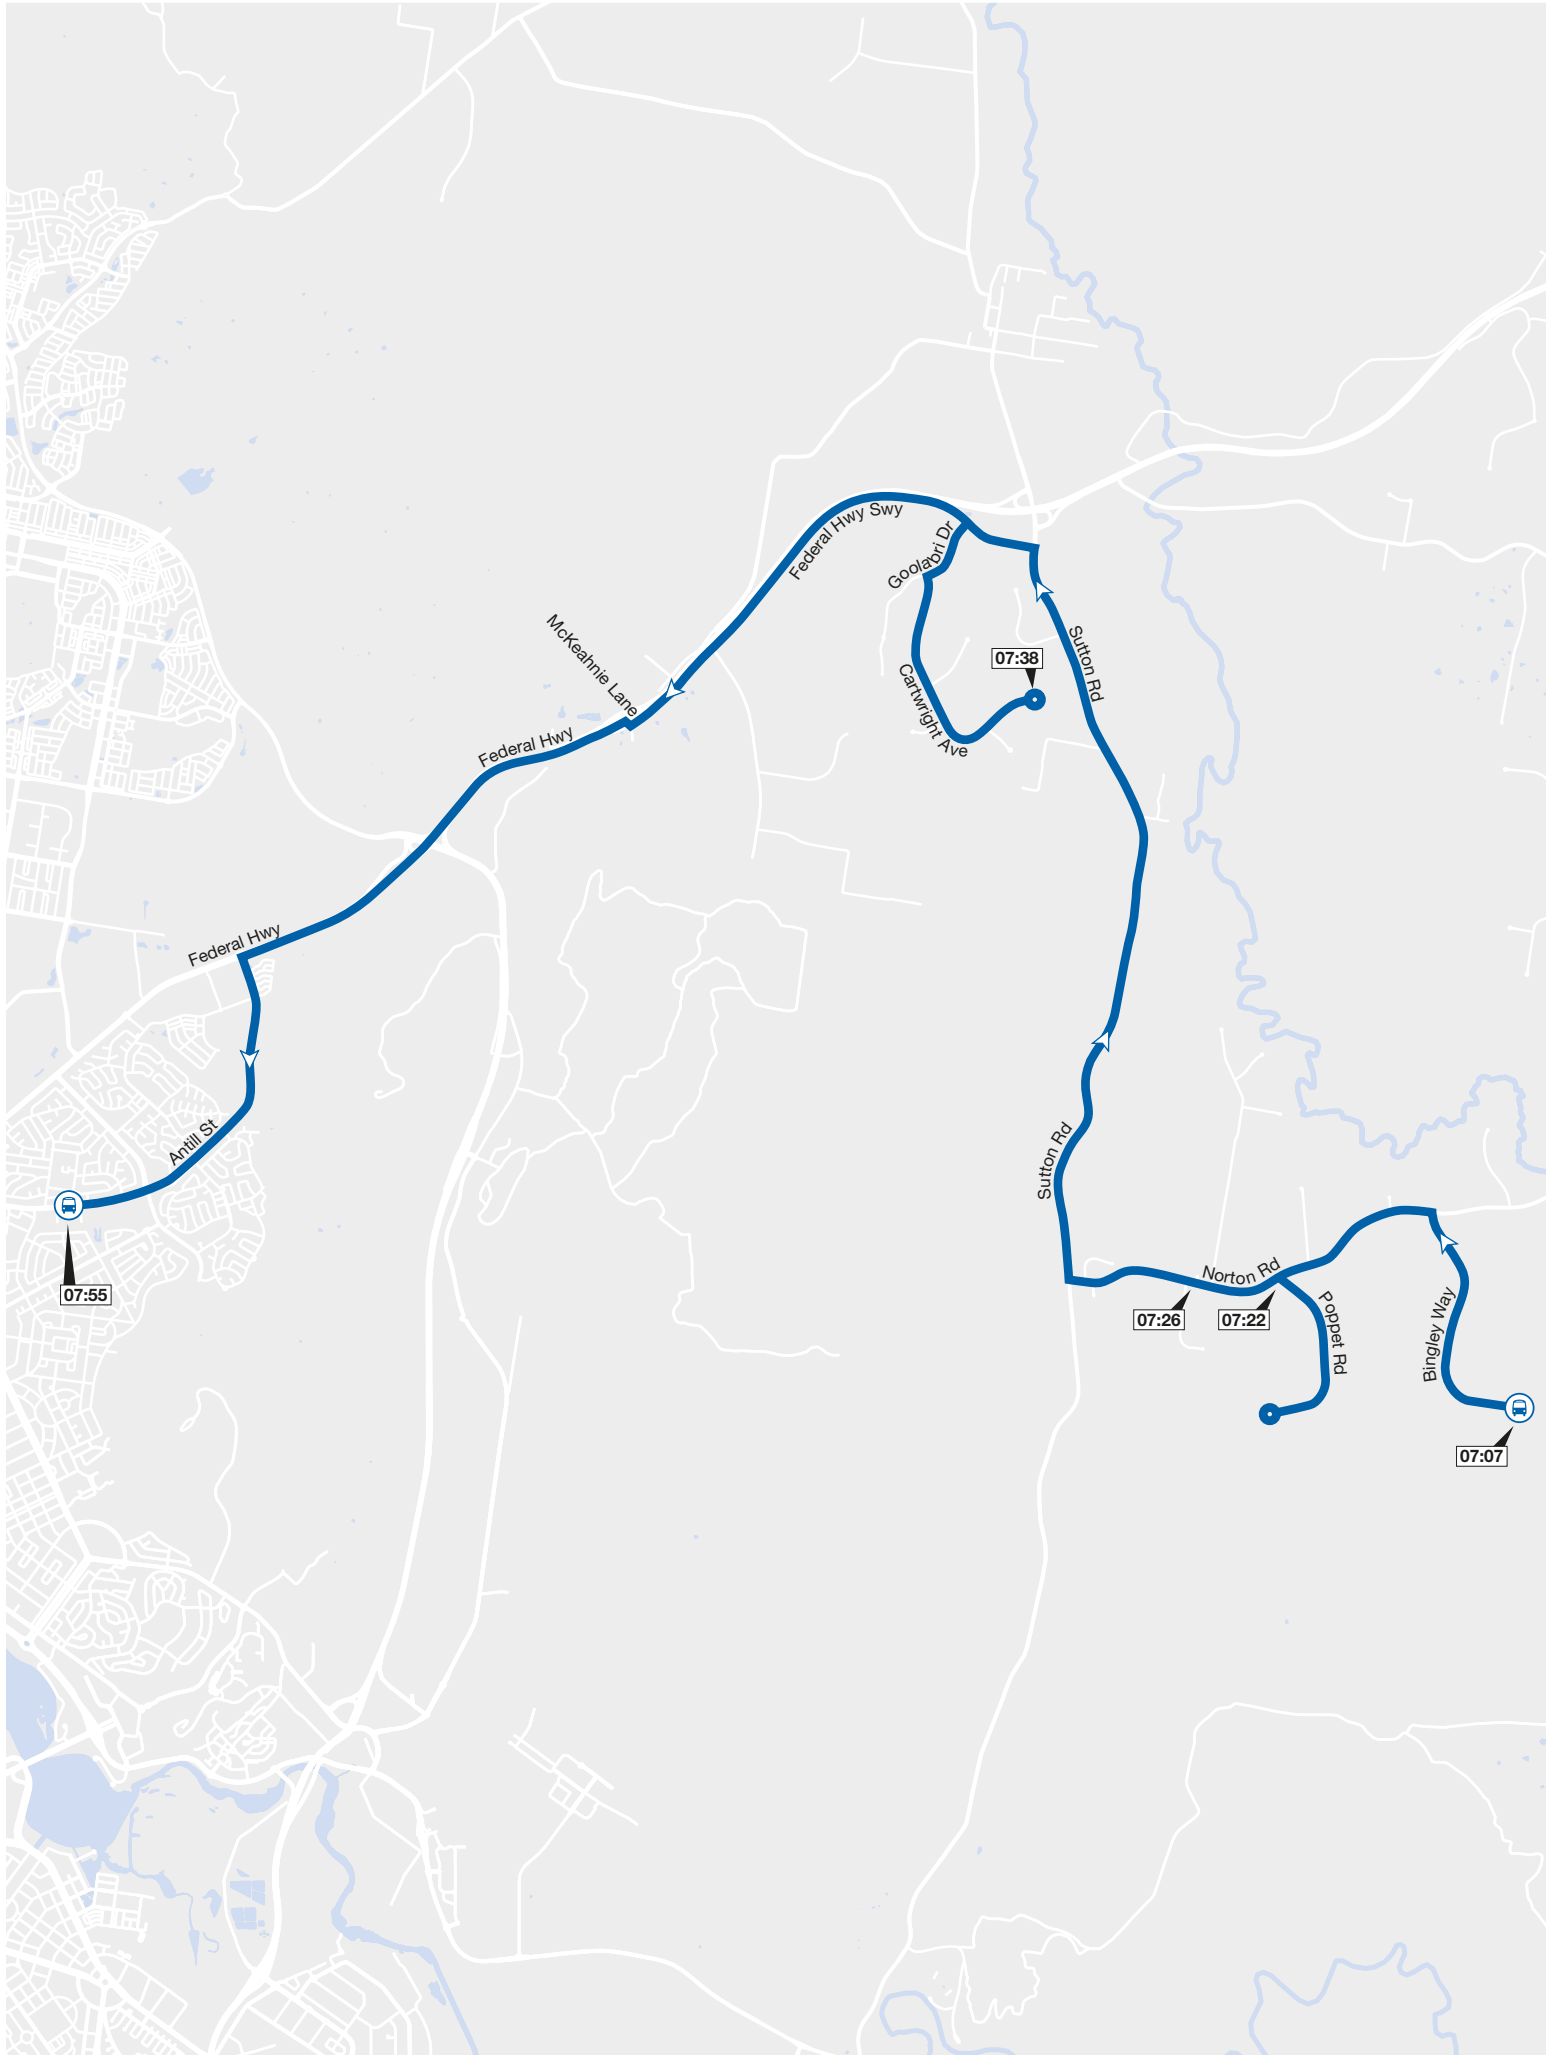 Federal Hwy Swy
Goolabri Dr
McKeahnie Lane
Sutton Rd
07:38
Cartwright Ave
Federal Hwy
Federal Hwy
Antill St
Sutton Rd
07:55
Norton Rd
07:26
07:22
Poppet Rd
Bingley Way
07:07